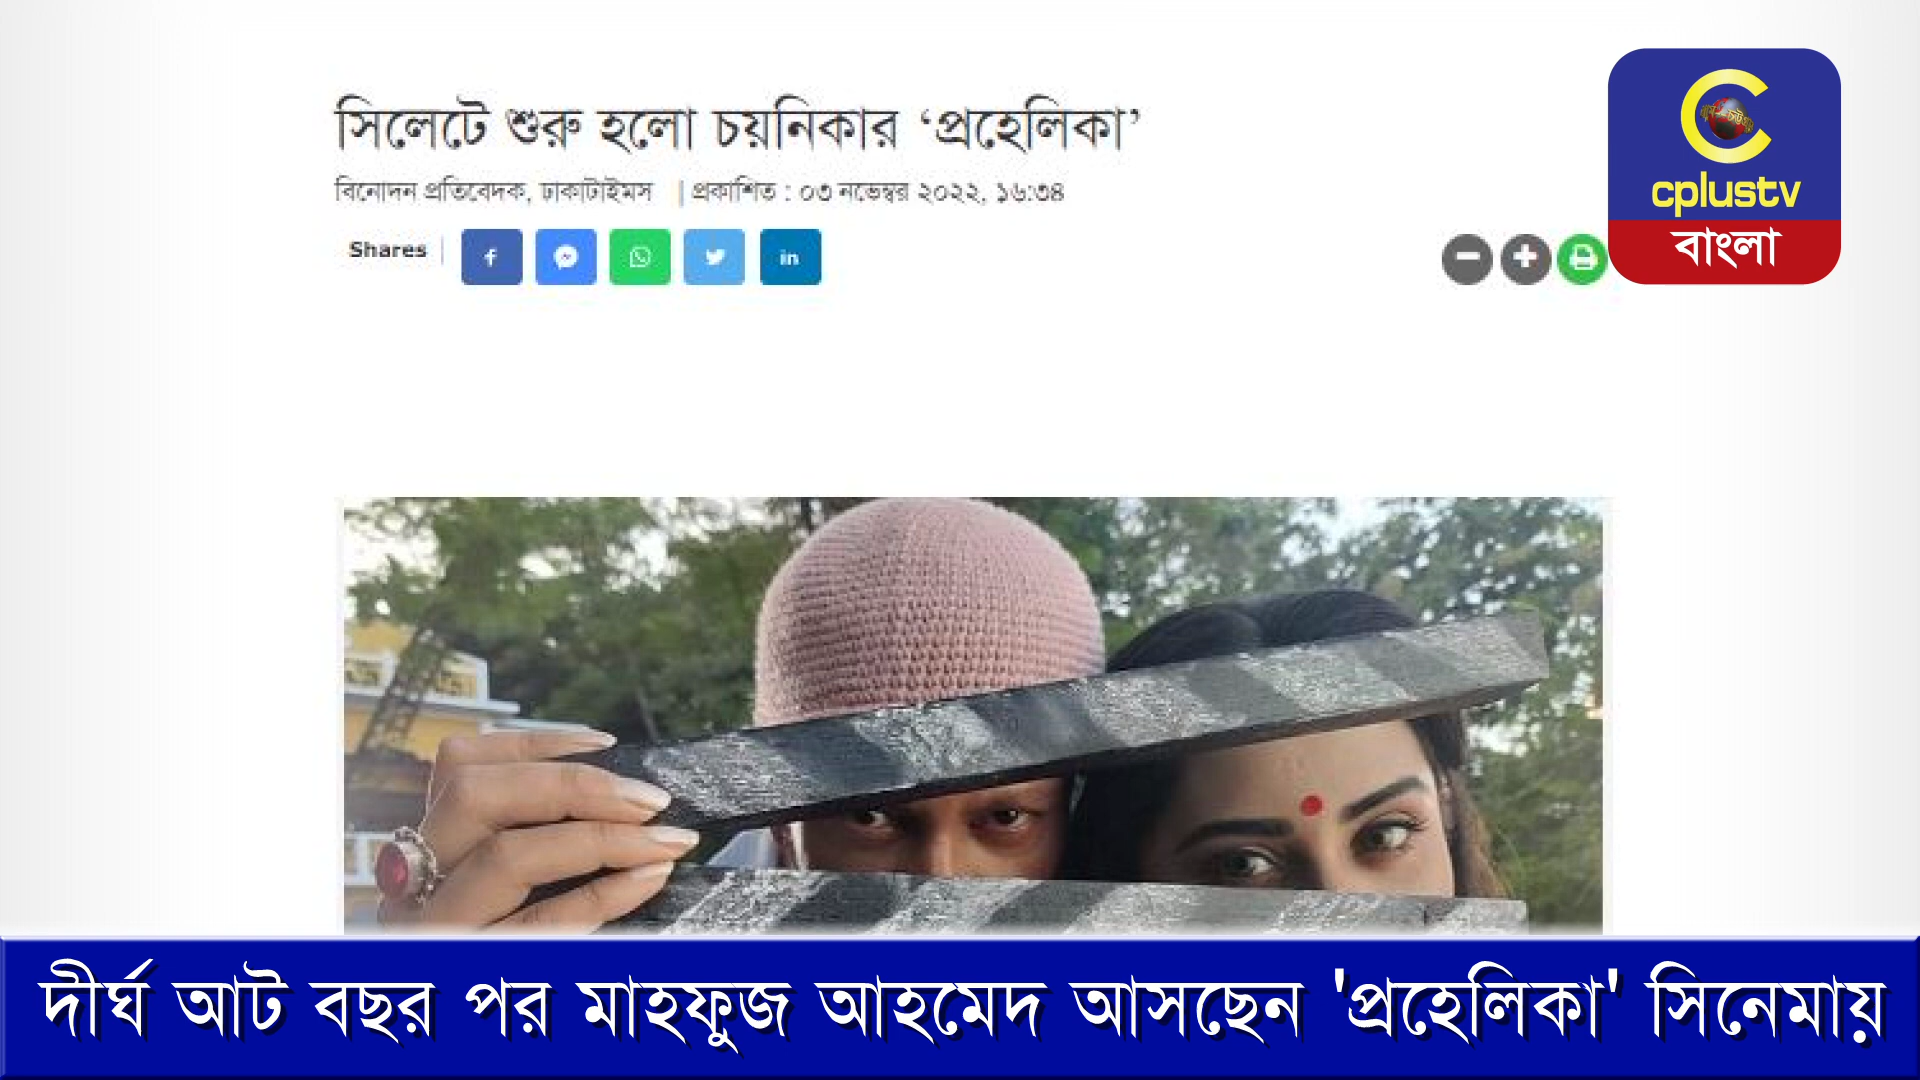 সিলেটে শুরু হলো চয়নিকার ‘প্রহেলিকা’
বিনোদন প্রতিবেদক, ঢাকাটাইমস | প্রকাশিত : ০৩ নভেম্বর ২০২২, ১৬:৩৪
Shares
cplustv
বাংলা
দীর্ঘ আট বছর পর মাহফুজ আহমেদ আসছেন 'প্রহেলিকা' সিনেমায়